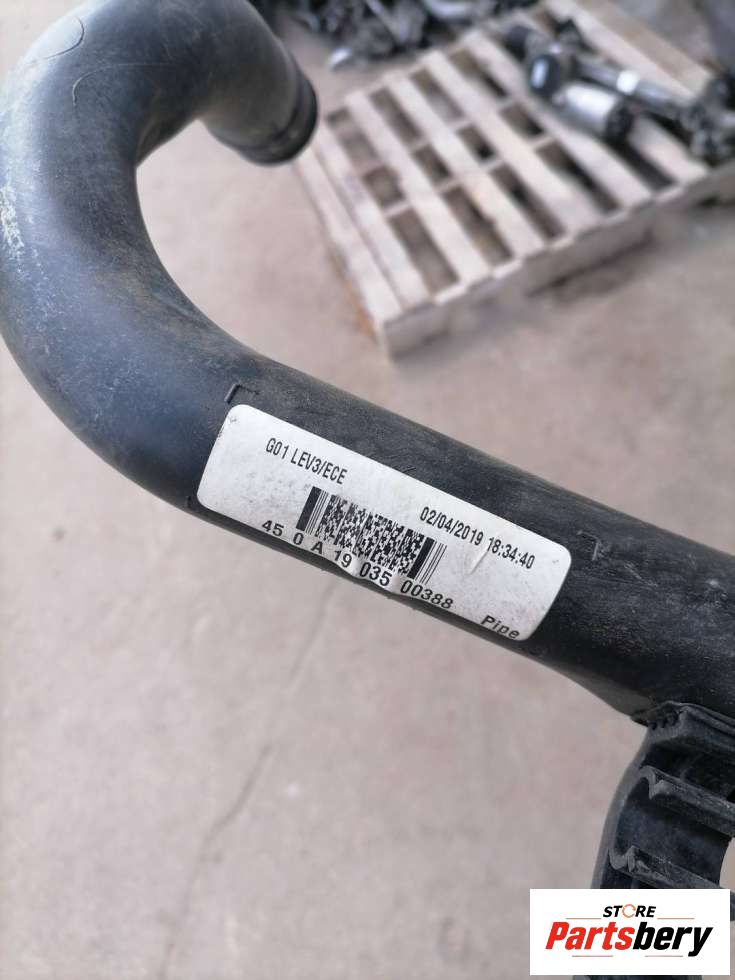 G01 LEV3/ECE
02/04/2019 18:34:40
45 0 A 19 035 00388
Pipe
STORE
Partsbery